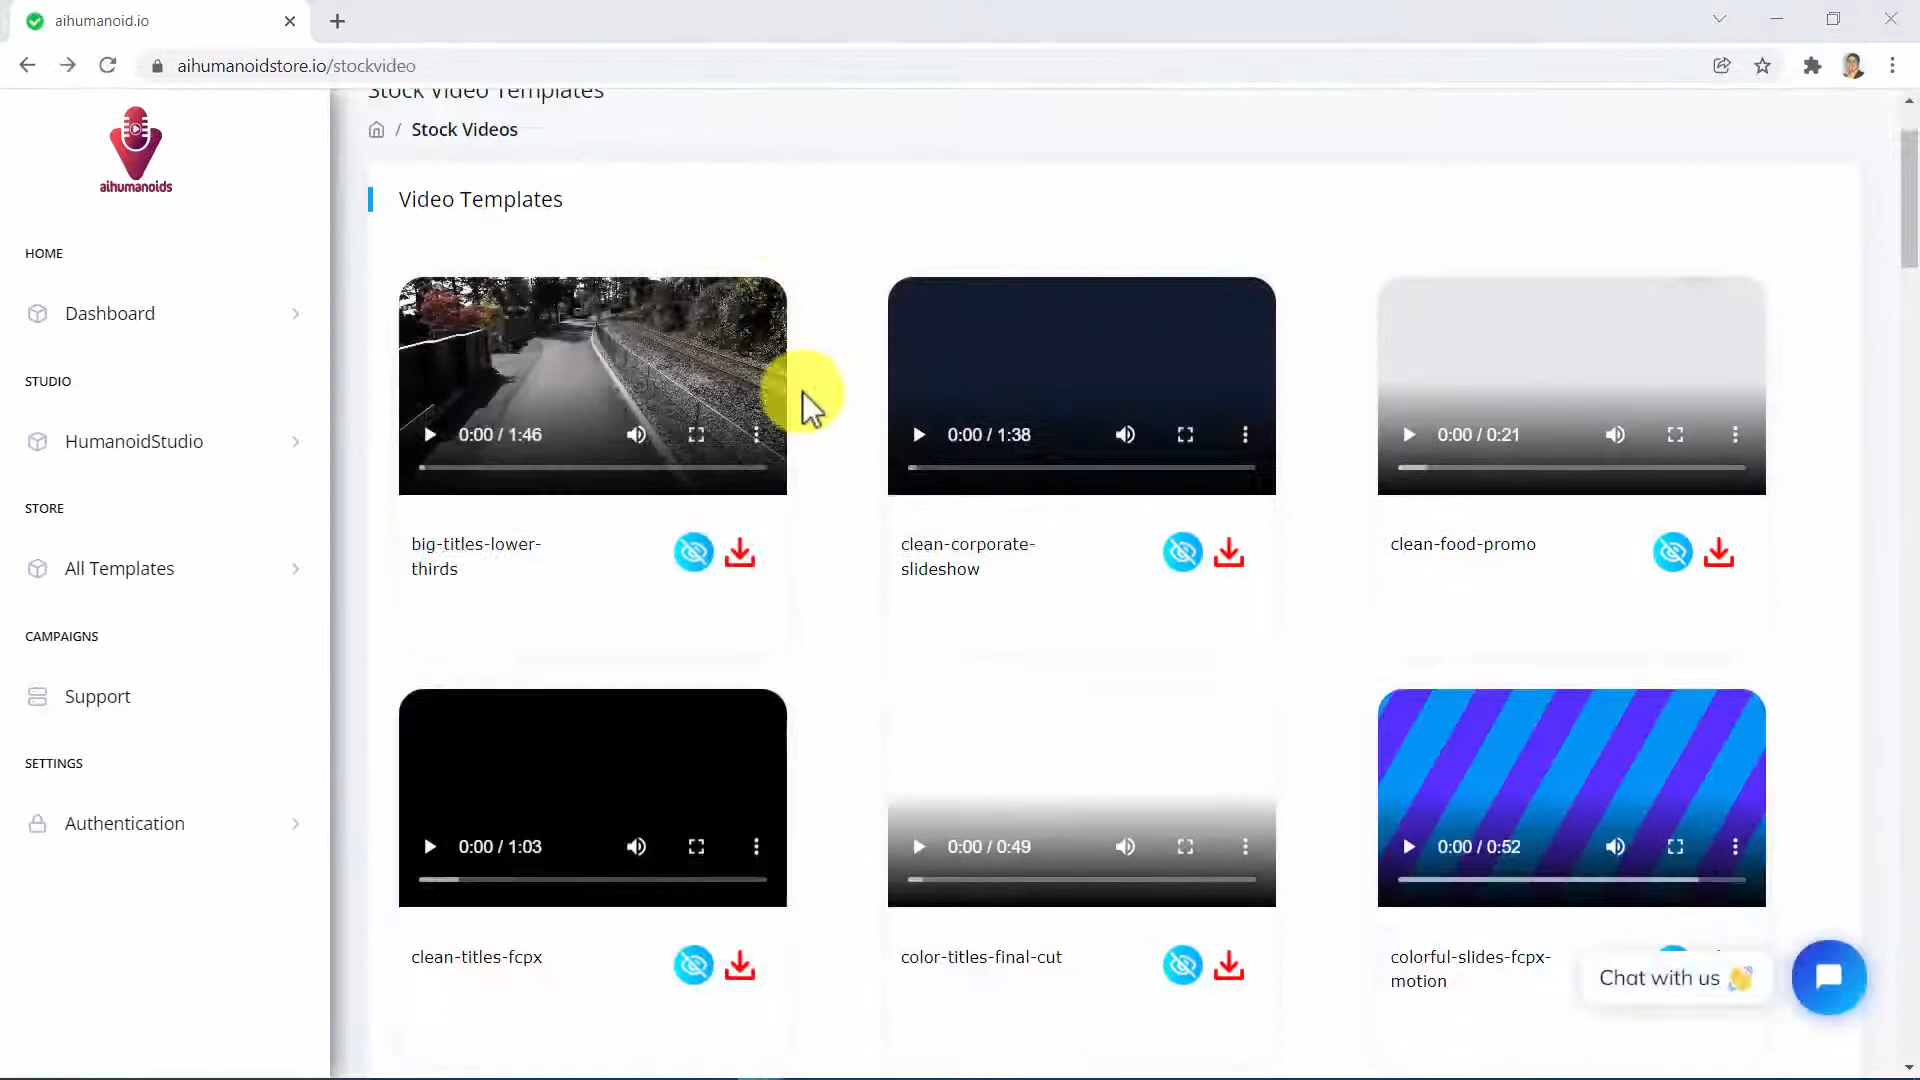 aihumanoid.io
aihumanoidstore.io/stockvideo
aihumanoids
HOME
Dashboard
STUDIO
HumanoidStudio
STORE
All Templates
CAMPAIGNS
Support
SETTINGS
Authentication
Stock Video Templates
/ Stock Videos
Video Templates
0:00 / 1:46
0:00 / 1:38
0:00 / 0:21
big-titles-lower-
thirds
clean-corporate-
slideshow
clean-food-promo
0:00 / 1:03
0:00 / 0:49
0:00 / 0:52
clean-titles-fcpx
color-titles-final-cut
colorful-slides-fcpx-
motion
Chat with us 👋